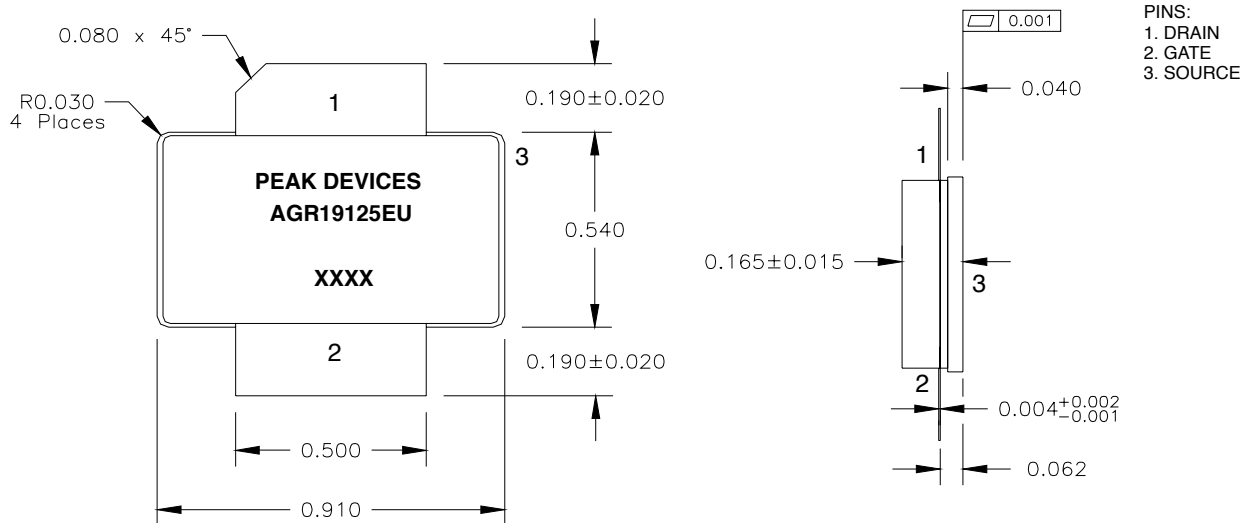 0.080 x 45°
R0.030
4 Places
1
0.190±0.020
3
PEAK DEVICES
AGR19125EU
XXXX
0.540
2
0.190±0.020
0.500
0.910
0.001
PINS:
1. DRAIN
2. GATE
3. SOURCE
0.040
1
0.165±0.015
3
2
0.004+0.002
−0.001
0.062